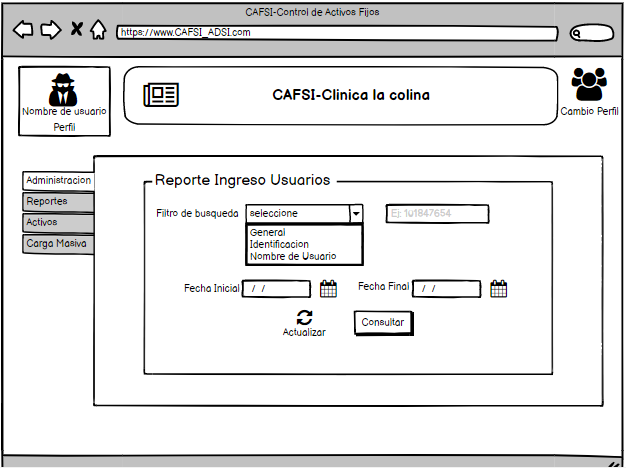 CAFSI-Control de Activos Fijos
https://www.CAFSI_ADSI.com
Nombre de usuario
Perfil
CAFSI-Clinica la colina
Cambio Perfil
Administracion
Reportes
Activos
Carga Masiva
Reporte Ingreso Usuarios
Filtro de busqueda
seleccione
Ej: 101847654
General
Identificacion
Nombre de Usuario
Fecha Inicial
/ /
Fecha Final
/ /
Actualizar
Consultar